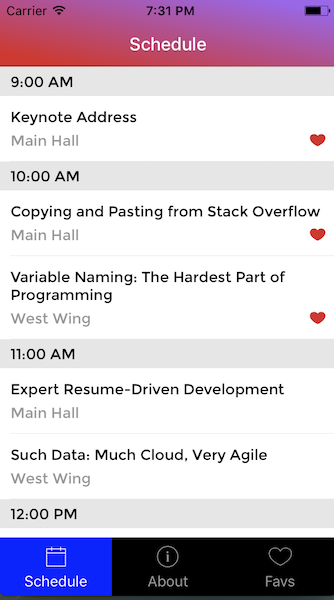 Carrier 7:31 PM
Schedule
9:00 AM
Keynote Address
Main Hall
10:00 AM
Copying and Pasting from Stack Overflow
Main Hall
Variable Naming: The Hardest Part of
Programming
West Wing
11:00 AM
Expert Resume-Driven Development
Main Hall
Such Data: Much Cloud, Very Agile
West Wing
12:00 PM
Schedule About Favs